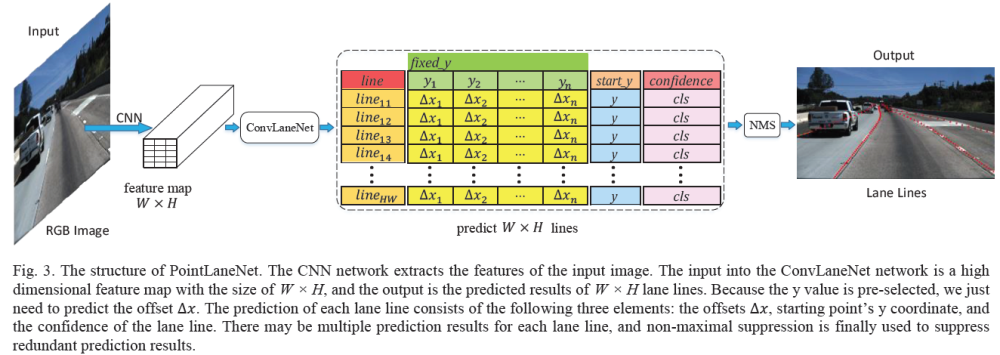 Input
CNN
feature map
W × H
RGB Image
ConvLaneNet
fixed_y
line y₁ y₂ ... yₙ start_y confidence
line₁₁ Δx₁ Δx₂ ... Δxₙ y cls
line₁₂ Δx₁ Δx₂ ... Δxₙ y cls
line₁₃ Δx₁ Δx₂ ... Δxₙ y cls
line₁₄ Δx₁ Δx₂ ... Δxₙ y cls
line_HW Δx₁ Δx₂ ... Δxₙ y cls
predict W × H lines
NMS
Output
Lane Lines
Fig. 3. The structure of PointLaneNet. The CNN network extracts the features of the input image. The input into the ConvLaneNet network is a high
dimensional feature map with the size of W × H, and the output is the predicted results of W × H lane lines. Because the y value is pre-selected, we just
need to predict the offset Δx. The prediction of each lane line consists of the following three elements: the offsets Δx, starting point's y coordinate, and
the confidence of the lane line. There may be multiple prediction results for each lane line, and non-maximal suppression is finally used to suppress
redundant prediction results.